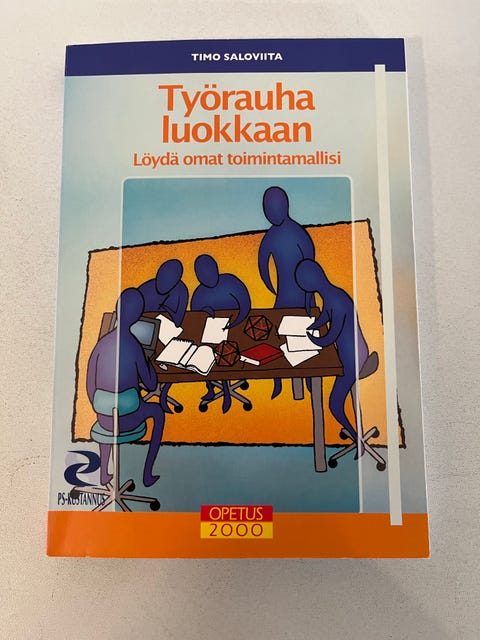 TIMO SALOVIITA
Työrauha
luokkaan
Löydä omat toimintamallisi
PS-KUSTANNUS
OPETUS
2000